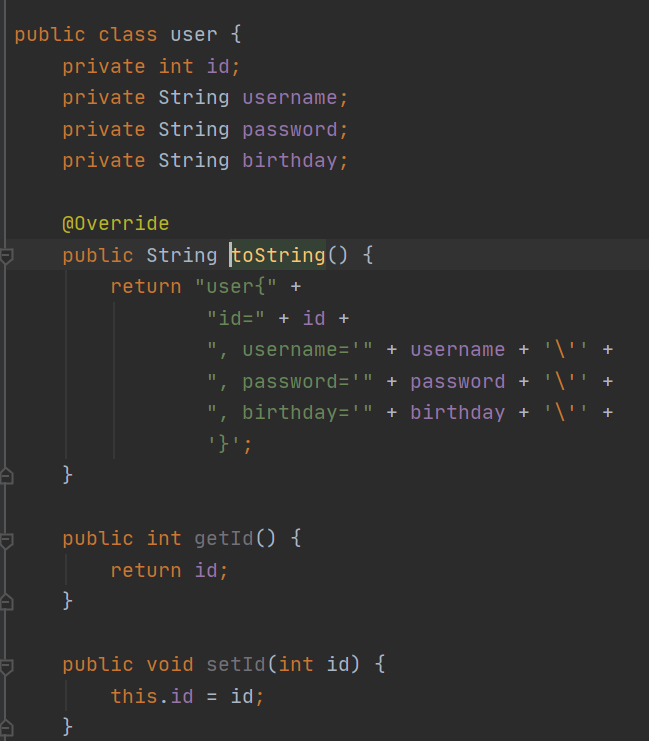 public class user {
    private int id;
    private String username;
    private String password;
    private String birthday;

    @Override
    public String toString() {
        return "user{" +
                "id=" + id +
                ", username='" + username + '\'' +
                ", password='" + password + '\'' +
                ", birthday='" + birthday + '\'' +
                '}';
    }

    public int getId() {
        return id;
    }

    public void setId(int id) {
        this.id = id;
    }